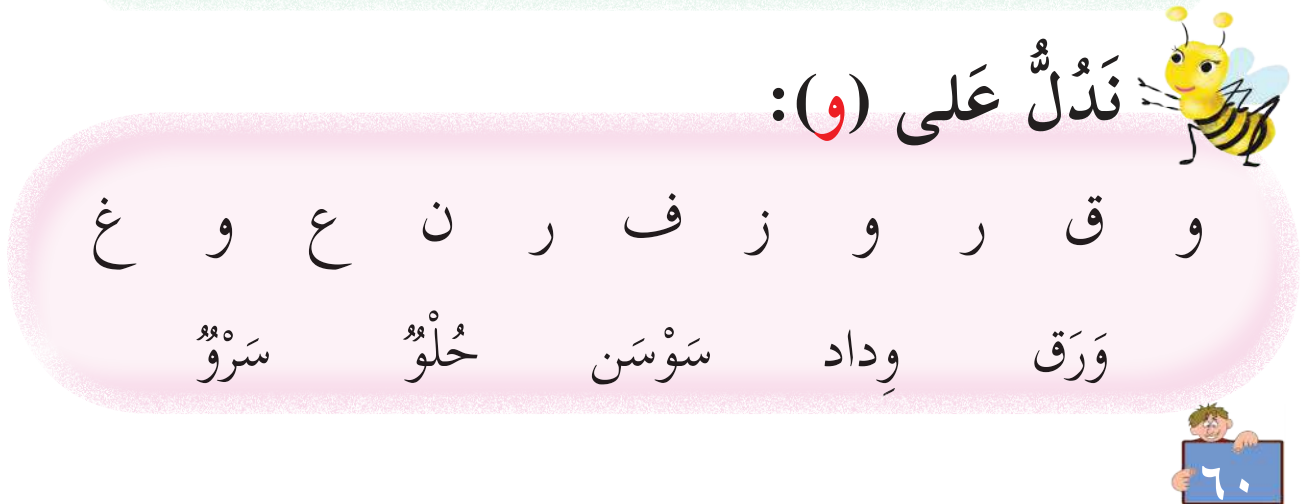 نَدُلُّ عَلى (و):
و ق ر و ز ف ر ن ع و غ
وَرَق وِداد سَوْسَن حُلْوٌ سَرْوٌ
٦٠